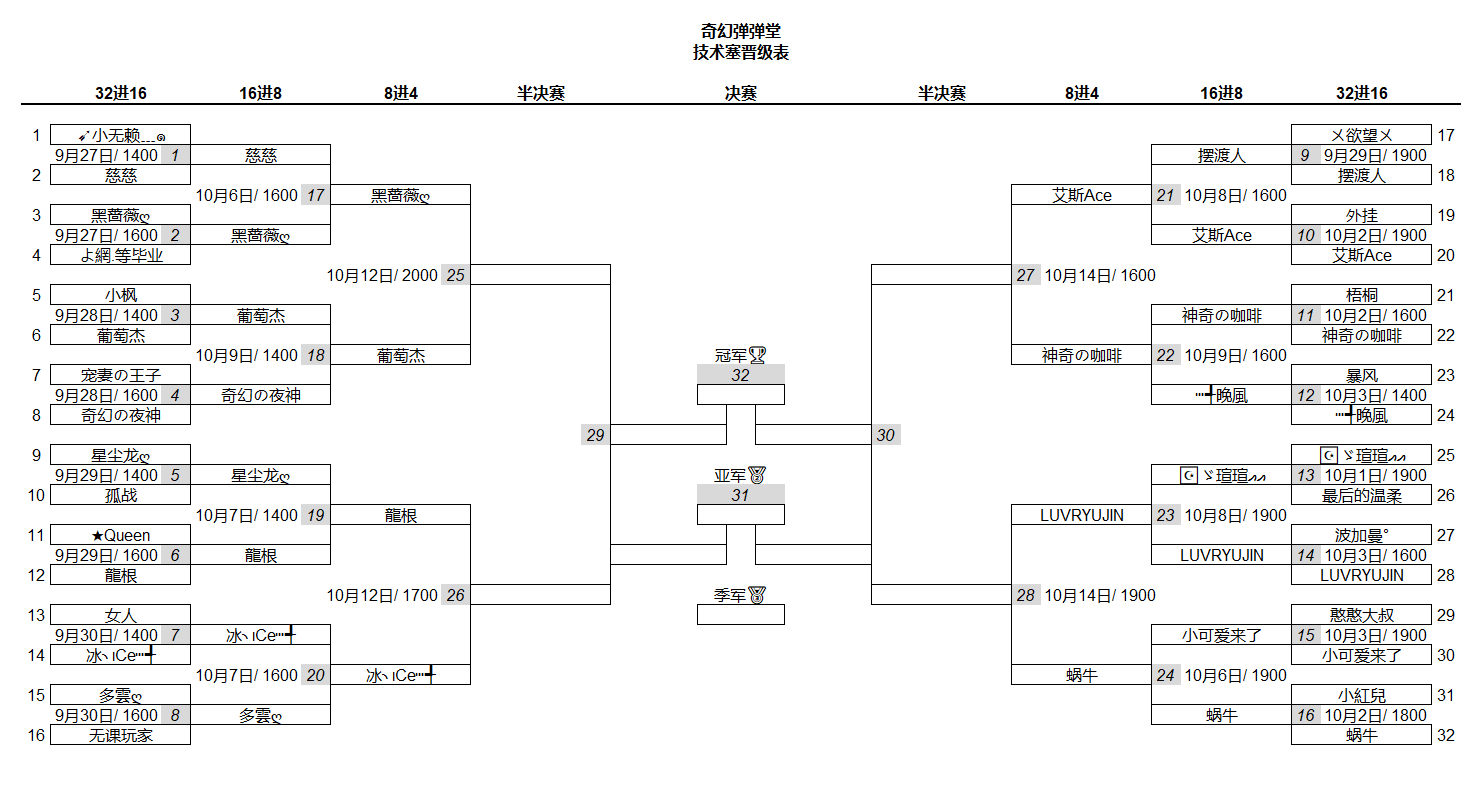 奇幻弹弹堂
技术塞晋级表
32进16 16进8 8进4 半决赛 决赛 半决赛 8进4 16进8 32进16
1 ➶小无赖﹍๑ 乄欲望乄 17
9月27日/ 1400 1 慈慈 摆渡人 9 9月29日/ 1900
2 慈慈 摆渡人 18
10月6日/ 1600 17 黑蔷薇ღ 艾斯Ace 21 10月8日/ 1600
3 黑蔷薇ღ 外挂 19
9月27日/ 1600 2 黑蔷薇ღ 艾斯Ace 10 10月2日/ 1900
4 よ網.等毕业 艾斯Ace 20
10月12日/ 2000 25 27 10月14日/ 1600
5 小枫 梧桐 21
9月28日/ 1400 3 葡萄杰 神奇の咖啡 11 10月2日/ 1600
6 葡萄杰 神奇の咖啡 22
10月9日/ 1400 18 葡萄杰 冠军🏆 神奇の咖啡 22 10月9日/ 1600
7 宠妻の王子 32 暴风 23
9月28日/ 1600 4 奇幻の夜神 ┉╃晚風 12 10月3日/ 1400
8 奇幻の夜神 ┉╃晚風 24
29 30
9 星尘龙ღ ☪ゞ瑄瑄ᨒ 25
9月29日/ 1400 5 星尘龙ღ 亚军🥈 ☪ゞ瑄瑄ᨒ 13 10月1日/ 1900
10 孤战 31 最后的温柔 26
10月7日/ 1400 19 龍根 LUVRYUJIN 23 10月8日/ 1900
11 ★Queen 波加曼° 27
9月29日/ 1600 6 龍根 LUVRYUJIN 14 10月3日/ 1600
12 龍根 LUVRYUJIN 28
10月12日/ 1700 26 季军🥉 28 10月14日/ 1900
13 女人 憨憨大叔 29
9月30日/ 1400 7 冰ヽıCe┉╃ 小可爱来了 15 10月3日/ 1900
14 冰ヽıCe┉╃ 小可爱来了 30
10月7日/ 1600 20 冰ヽıCe┉╃ 蜗牛 24 10月6日/ 1900
15 多雲ღ 小紅兒 31
9月30日/ 1600 8 多雲ღ 蜗牛 16 10月2日/ 1800
16 无课玩家 蜗牛 32